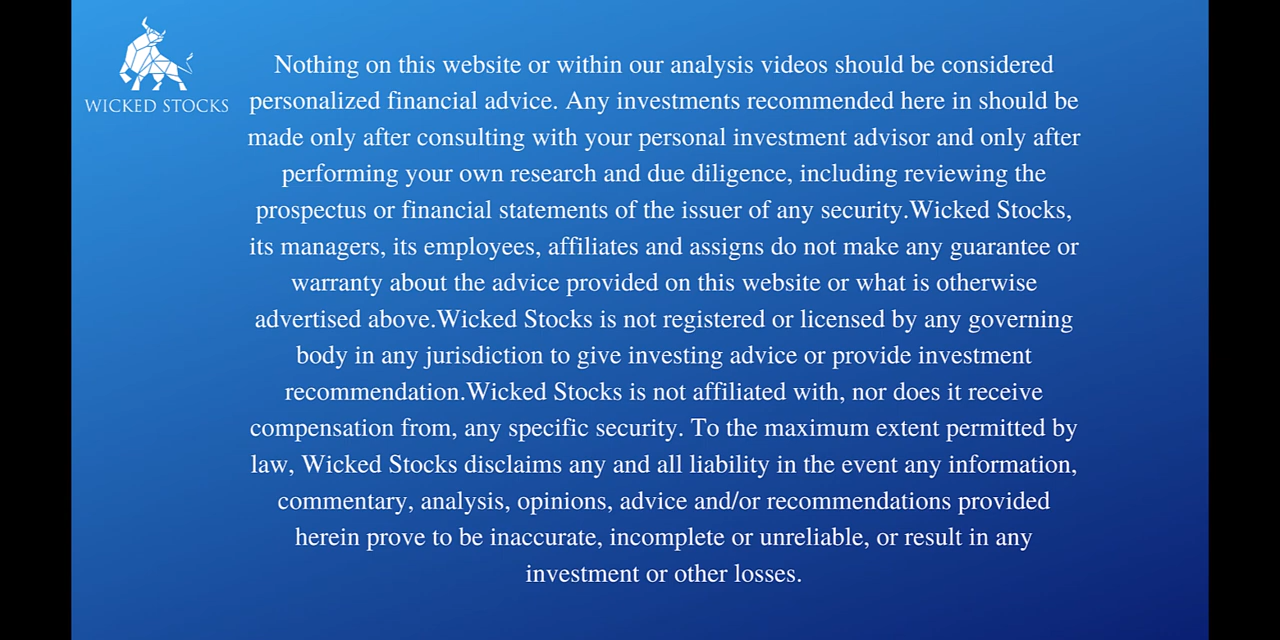 WICKED STOCKS
Nothing on this website or within our analysis videos should be considered
personalized financial advice. Any investments recommended here in should be
made only after consulting with your personal investment advisor and only after
performing your own research and due diligence, including reviewing the
prospectus or financial statements of the issuer of any security.Wicked Stocks,
its managers, its employees, affiliates and assigns do not make any guarantee or
warranty about the advice provided on this website or what is otherwise
advertised above.Wicked Stocks is not registered or licensed by any governing
body in any jurisdiction to give investing advice or provide investment
recommendation.Wicked Stocks is not affiliated with, nor does it receive
compensation from, any specific security. To the maximum extent permitted by
law, Wicked Stocks disclaims any and all liability in the event any information,
commentary, analysis, opinions, advice and/or recommendations provided
herein prove to be inaccurate, incomplete or unreliable, or result in any
investment or other losses.